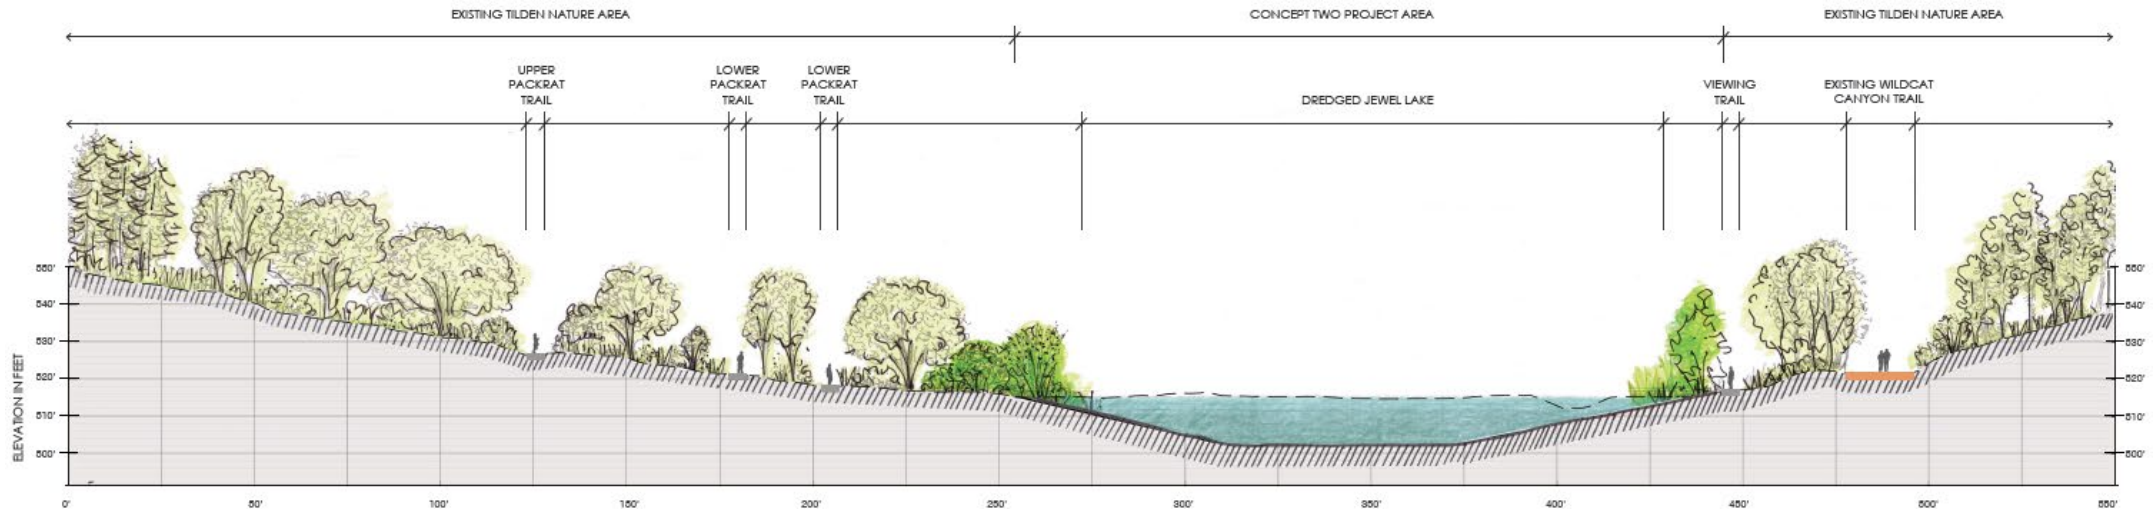 EXISTING TILDEN NATURE AREA
CONCEPT TWO PROJECT AREA
EXISTING TILDEN NATURE AREA
UPPER
PACKRAT
TRAIL
LOWER
PACKRAT
TRAIL
LOWER
PACKRAT
TRAIL
DREDGED JEWEL LAKE
VIEWING
TRAIL
EXISTING WILDCAT
CANYON TRAIL
ELEVATION IN FEET
550'
540'
530'
520'
510'
500'
550'
540'
530'
520'
510'
500'
0'
50'
100'
150'
200'
250'
300'
350'
400'
450'
500'
550'